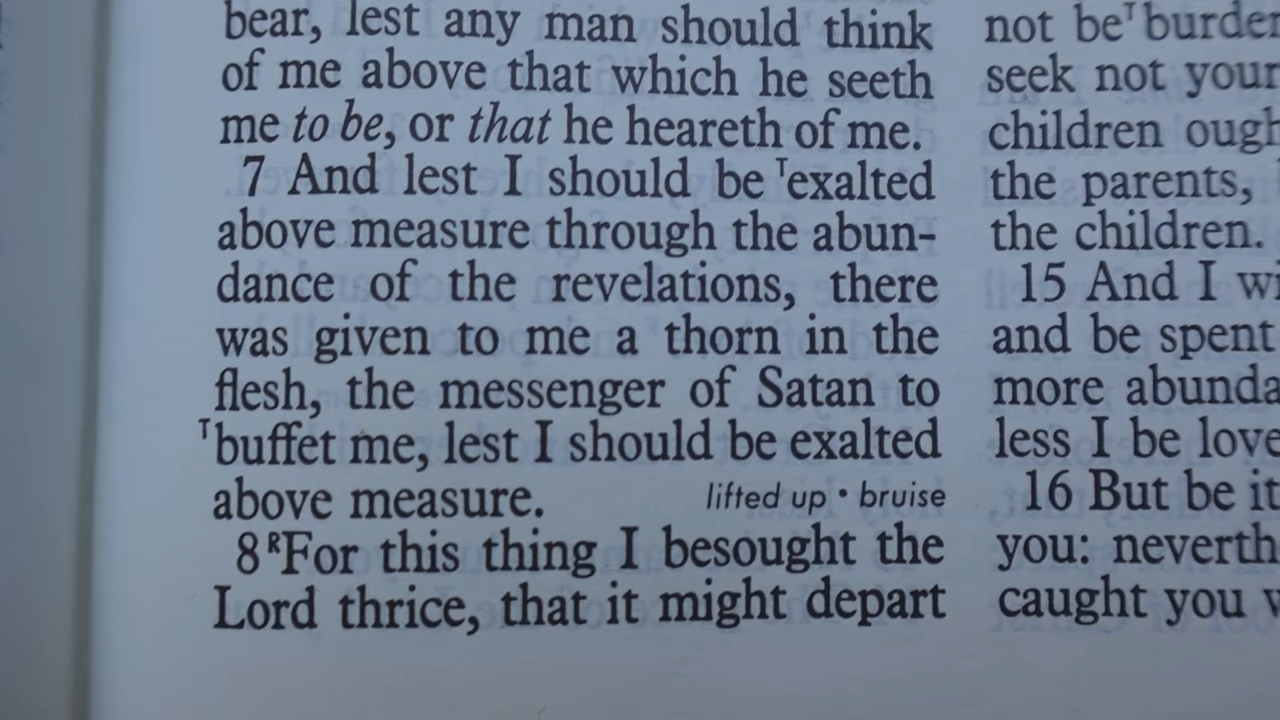 bear, lest any man should think
of me above that which he seeth
me to be, or that he heareth of me.
7 And lest I should be ᵀexalted
above measure through the abun-
dance of the revelations, there
was given to me a thorn in the
flesh, the messenger of Satan to
ᵀbuffet me, lest I should be exalted
above measure. lifted up · bruise
8 ᴿFor this thing I besought the
Lord thrice, that it might depart
not be ᵀburden
seek not your
children ough
the parents,
the children.
15 And I wi
and be spent
more abunda
less I be love
16 But be it
you: neverth
caught you